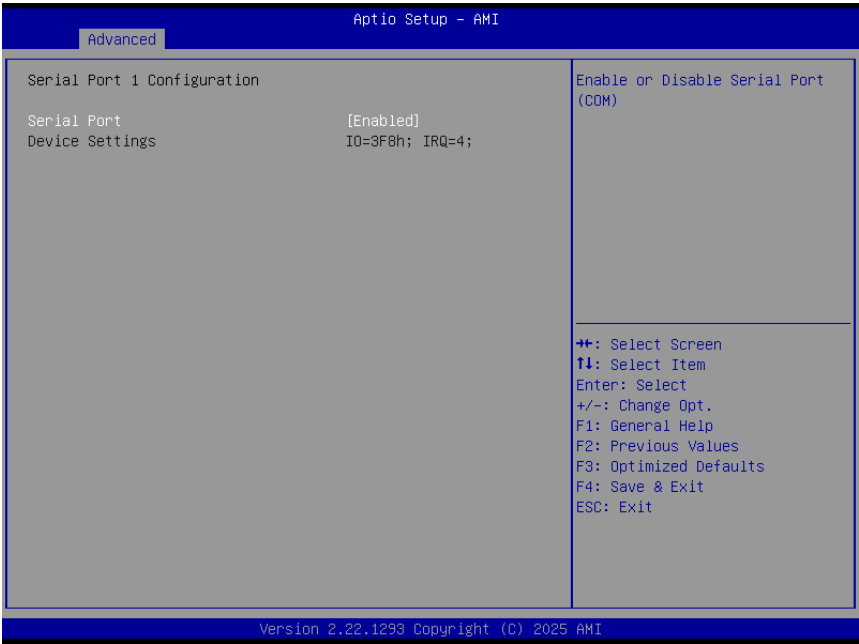 Aptio Setup – AMI
Advanced
Serial Port 1 Configuration
Serial Port [Enabled]
Device Settings IO=3F8h; IRQ=4;
Enable or Disable Serial Port
(COM)
→←: Select Screen
↑↓: Select Item
Enter: Select
+/-: Change Opt.
F1: General Help
F2: Previous Values
F3: Optimized Defaults
F4: Save & Exit
ESC: Exit
Version 2.22.1293 Copyright (C) 2025 AMI